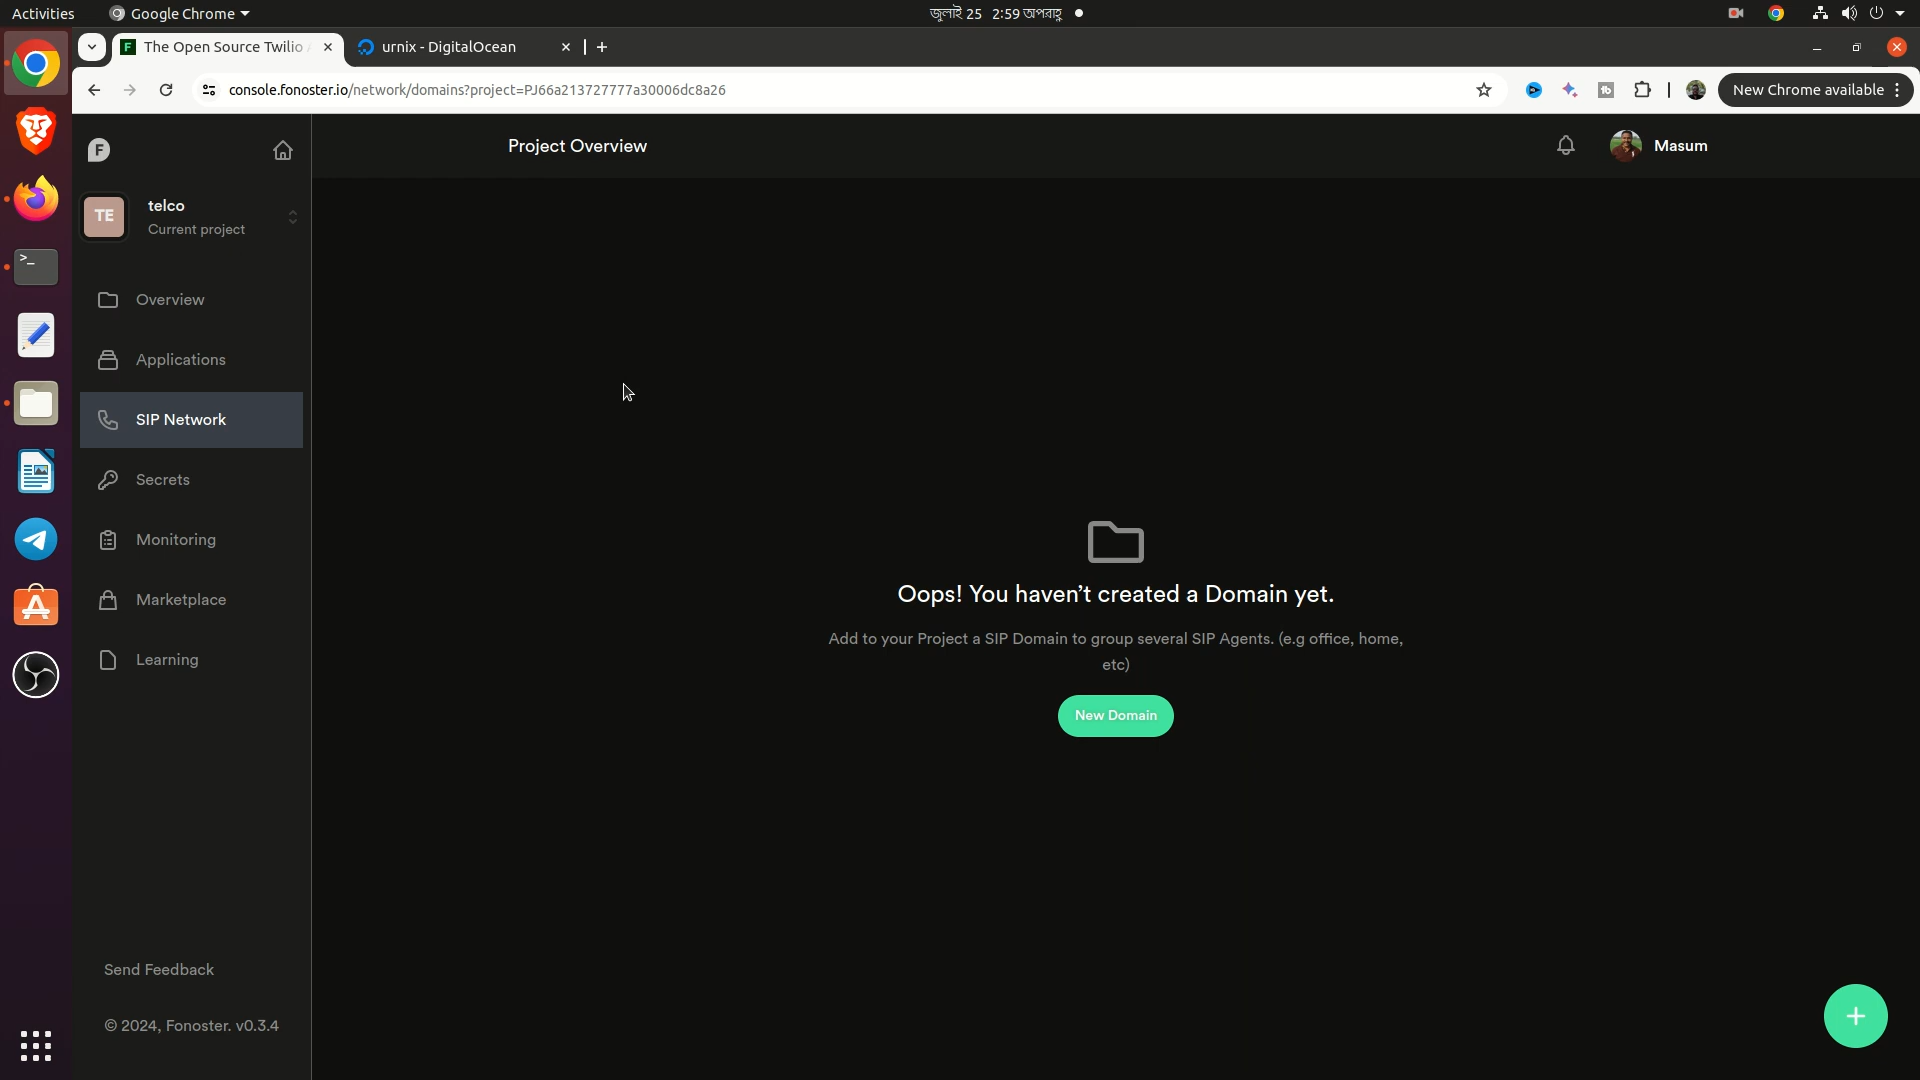 Activities
Google Chrome
জুলাই 25 2:59 অপরাহ্ণ
The Open Source Twilio
urnix - DigitalOcean
console.fonoster.io/network/domains?project=PJ66a213727777a30006dc8a26
New Chrome available
F
Project Overview
Masum
TE
telco
Current project
Overview
Applications
SIP Network
Secrets
Monitoring
Marketplace
Learning
Oops! You haven’t created a Domain yet.
Add to your Project a SIP Domain to group several SIP Agents. (e.g office, home,
etc)
New Domain
Send Feedback
© 2024, Fonoster. v0.3.4